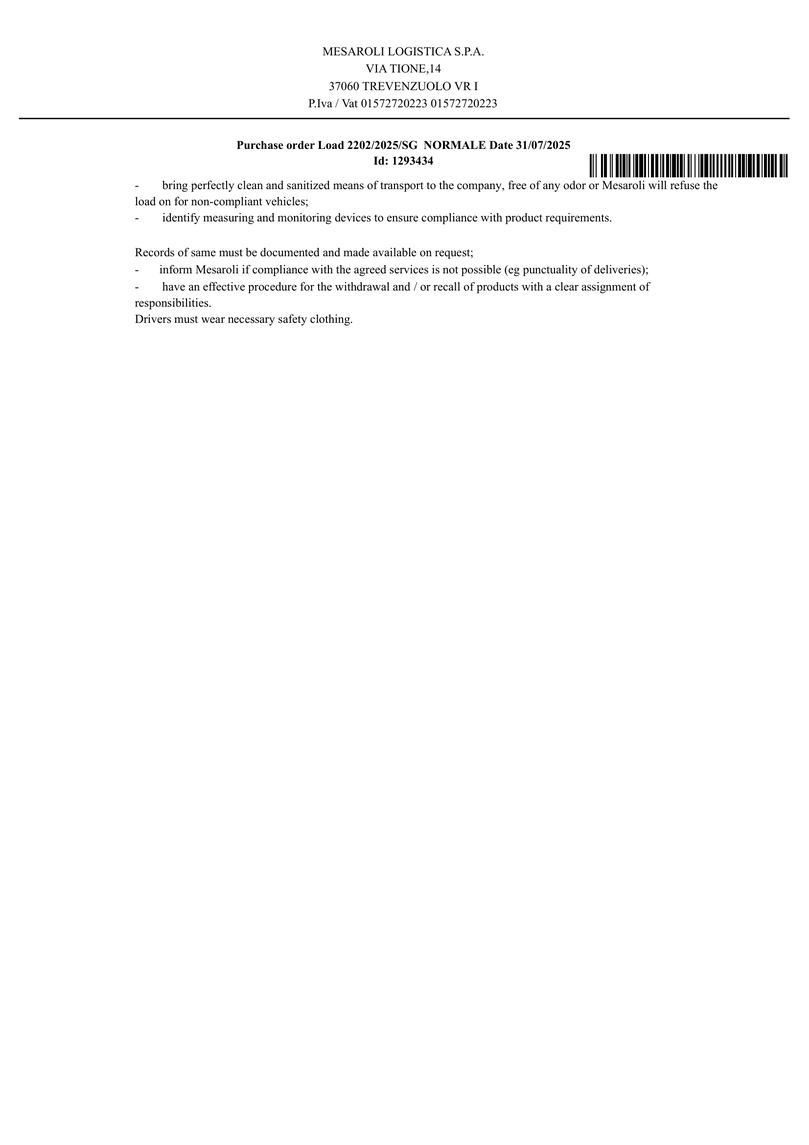 MESAROLI LOGISTICA S.P.A.
VIA TIONE,14
37060 TREVENZUOLO VR I
P.Iva / Vat 01572720223 01572720223
Purchase order Load 2202/2025/SG  NORMALE Date 31/07/2025
Id: 1293434
- bring perfectly clean and sanitized means of transport to the company, free of any odor or Mesaroli will refuse the
load on for non-compliant vehicles;
- identify measuring and monitoring devices to ensure compliance with product requirements.
Records of same must be documented and made available on request;
- inform Mesaroli if compliance with the agreed services is not possible (eg punctuality of deliveries);
- have an effective procedure for the withdrawal and / or recall of products with a clear assignment of
responsibilities.
Drivers must wear necessary safety clothing.